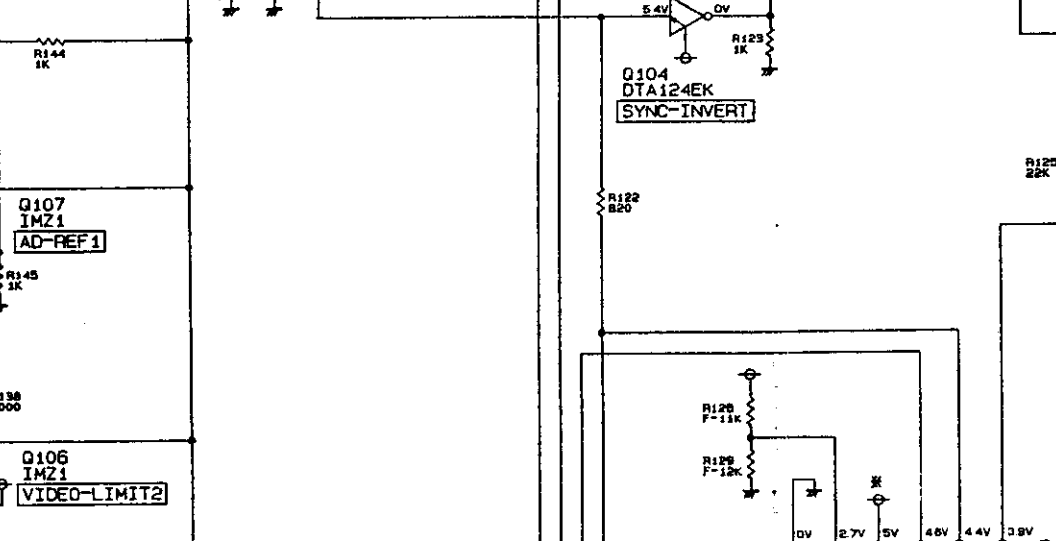 R144
1K
5.4V
0V
R123
1K
Q104
DTA124EK
SYNC-INVERT
R122
820
R125
22K
Q107
IMZ1
AD-REF1
R145
1K
138
000
R128
F-11K
R129
F-12K
Q106
IMZ1
VIDEO-LIMIT2
※
0V
2.7V
5V
4.6V
4.4V
3.9V